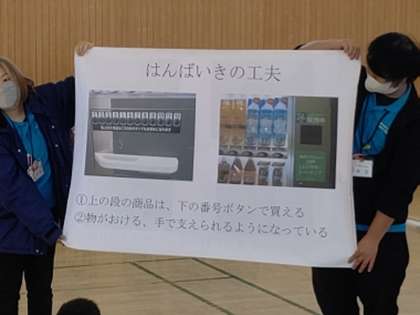 はんばいきの工夫
①上の段の商品は、下の番号ボタンで買える
②物がおける、手で支えられるようになっている